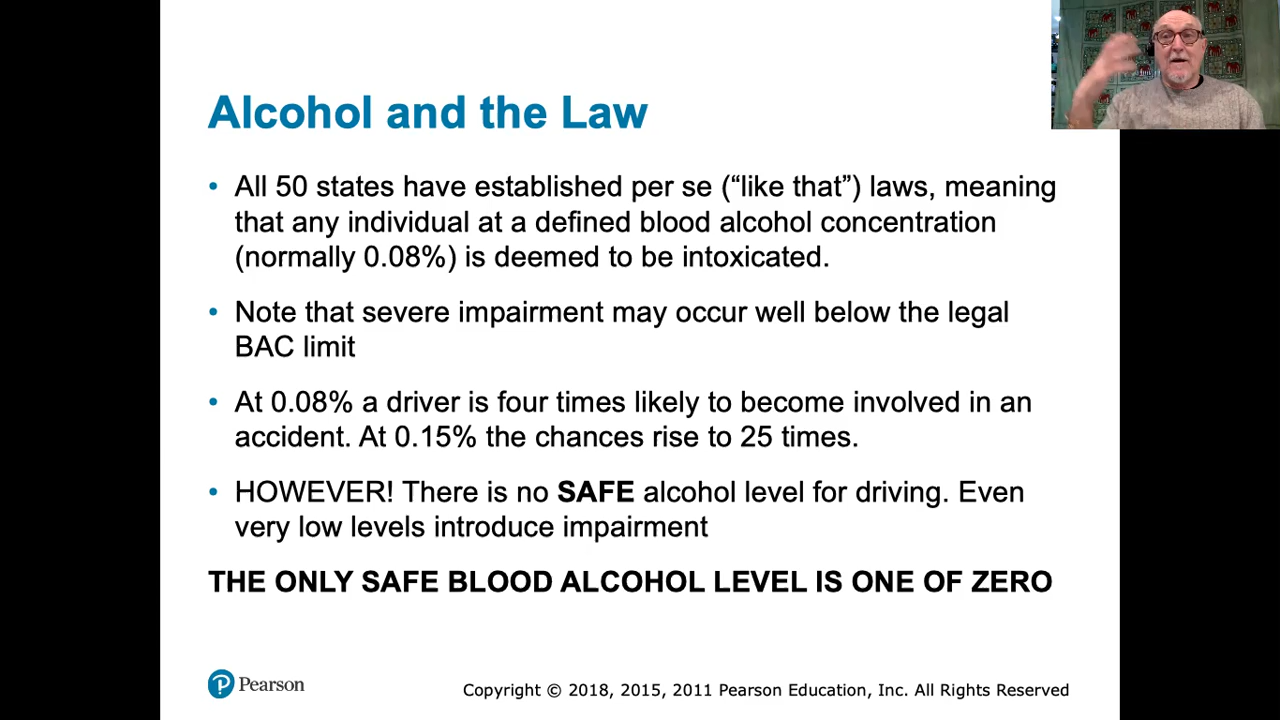 Alcohol and the Law
• All 50 states have established per se (“like that”) laws, meaning
that any individual at a defined blood alcohol concentration
(normally 0.08%) is deemed to be intoxicated.
• Note that severe impairment may occur well below the legal
BAC limit
• At 0.08% a driver is four times likely to become involved in an
accident. At 0.15% the chances rise to 25 times.
• HOWEVER! There is no SAFE alcohol level for driving. Even
very low levels introduce impairment
THE ONLY SAFE BLOOD ALCOHOL LEVEL IS ONE OF ZERO
Pearson
Copyright © 2018, 2015, 2011 Pearson Education, Inc. All Rights Reserved